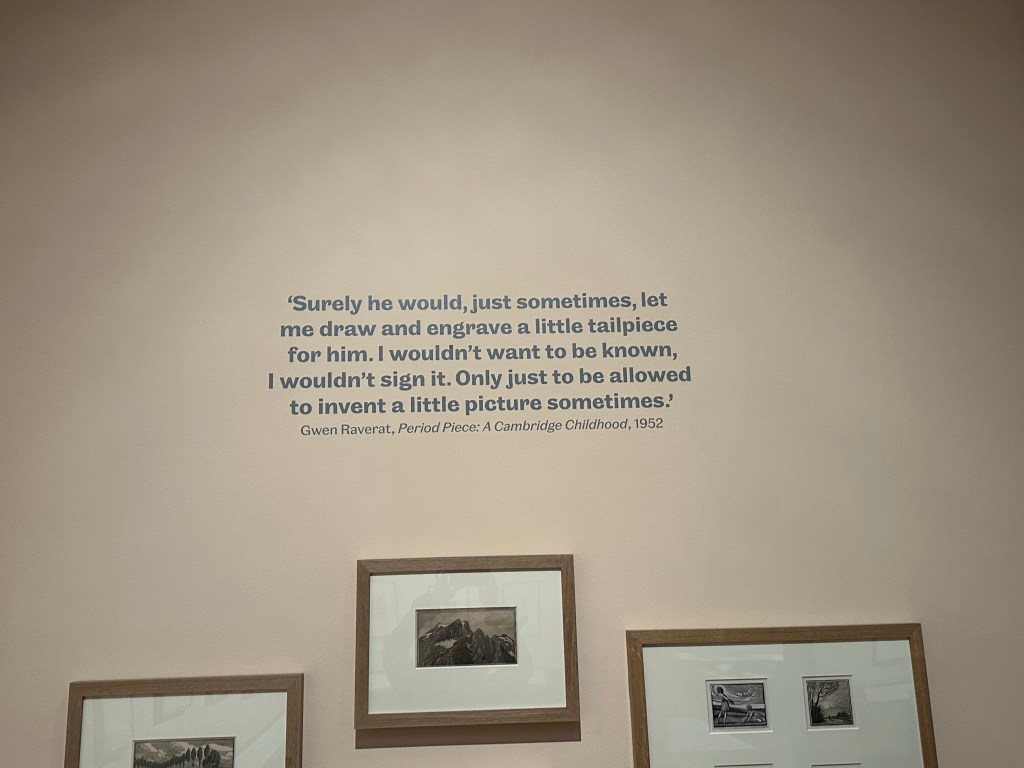 ‘Surely he would, just sometimes, let
me draw and engrave a little tailpiece
for him. I wouldn’t want to be known,
I wouldn’t sign it. Only just to be allowed
to invent a little picture sometimes.’
Gwen Raverat, Period Piece: A Cambridge Childhood, 1952